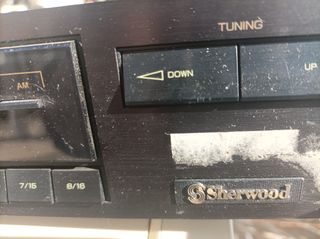 TUNING
DOWN
UP
AM
7/15
8/16
Sherwood